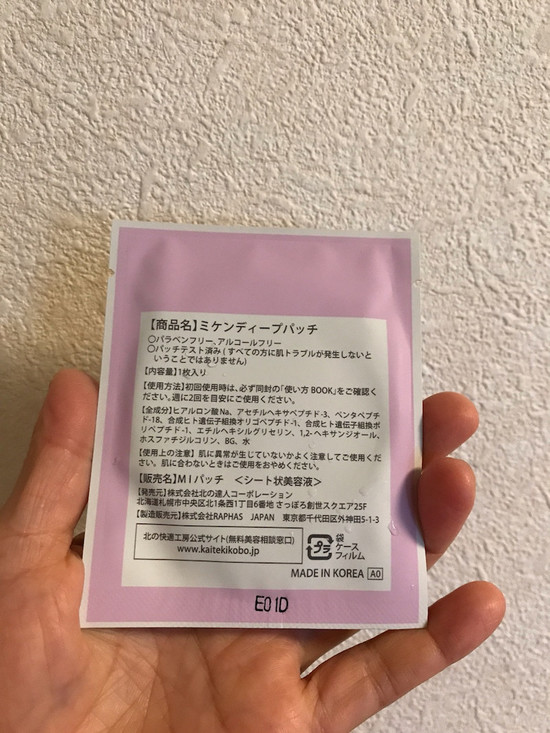 【商品名】ミケンディープパッチ
○パラベンフリー、アルコールフリー
○パッチテスト済み(すべての方に肌トラブルが発生しないと
いうことではありません)
【内容量】1枚入り
【使用方法】初回使用時は、必ず同封の「使い方BOOK」をご確認く
ださい。週に2回を目安にご使用ください。
【全成分】ヒアルロン酸Na、アセチルヘキサペプチド-3、ペンタペプチ
ド-18、合成ヒト遺伝子組換オリゴペプチド-1、合成ヒト遺伝子組換ポ
リペプチド-1、エチルヘキシルグリセリン、1,2-ヘキサンジオール、
ホスファチジルコリン、BG、水
【使用上の注意】肌に異常が生じていないかよく注意してご使用くだ
さい。肌に合わないときはご使用をおやめください。
【販売名】MIパッチ <シート状美容液>
【発売元】株式会社北の達人コーポレーション
北海道札幌市中央区北1条西1丁目6番地 さっぽろ創世スクエア25F
【製造販売元】株式会社RAPHAS JAPAN 東京都千代田区外神田5-1-3
北の快適工房公式サイト(無料美容相談窓口)
www.kaitekikobo.jp
プラ
袋
ケース
フィルム
MADE IN KOREA A0
E01D